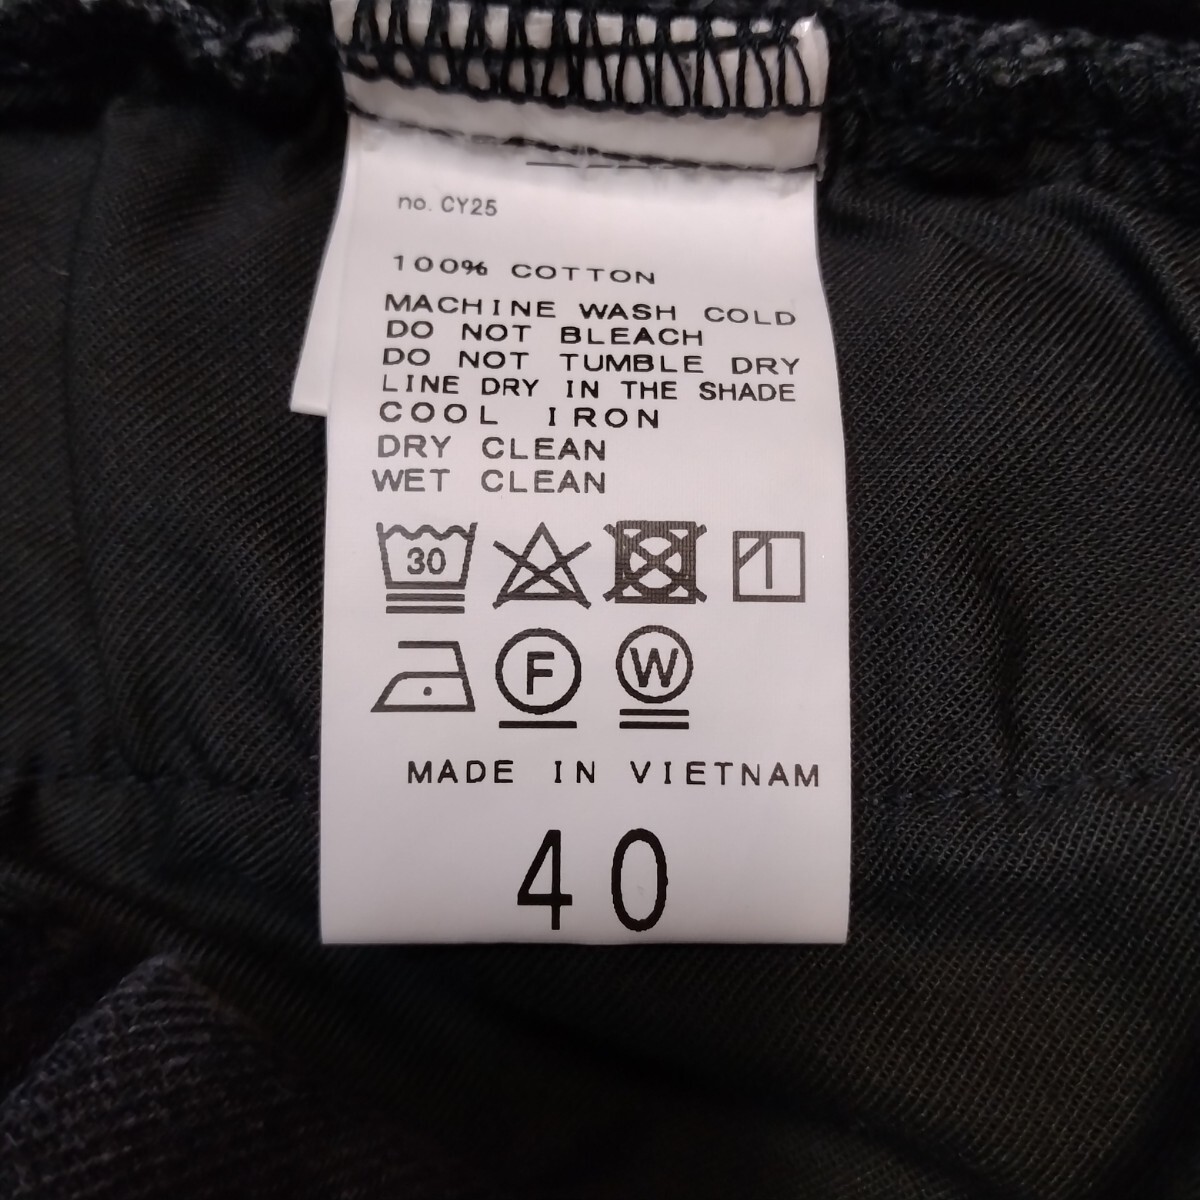 no. CY25
100% COTTON
MACHINE WASH COLD
DO NOT BLEACH
DO NOT TUMBLE DRY
LINE DRY IN THE SHADE
COOL IRON
DRY CLEAN
WET CLEAN
30
F W
MADE IN VIETNAM
40